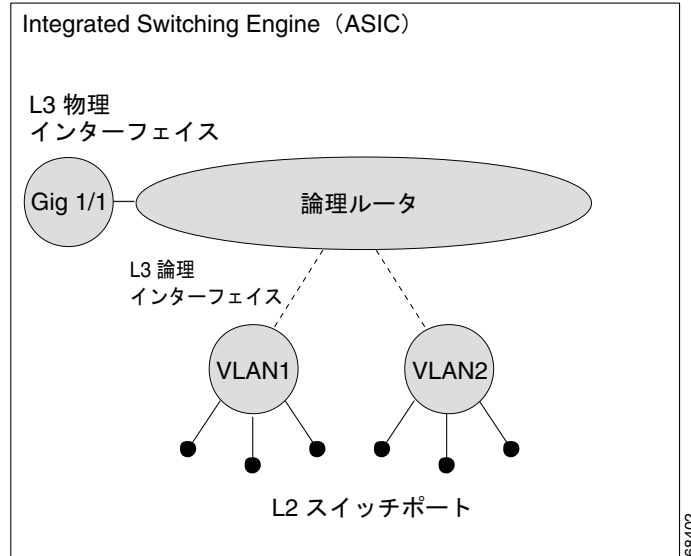 Integrated Switching Engine（ASIC）
L3 物理
インターフェイス
Gig 1/1
論理ルータ
L3 論理
インターフェイス
VLAN1
VLAN2
L2 スイッチポート
68402